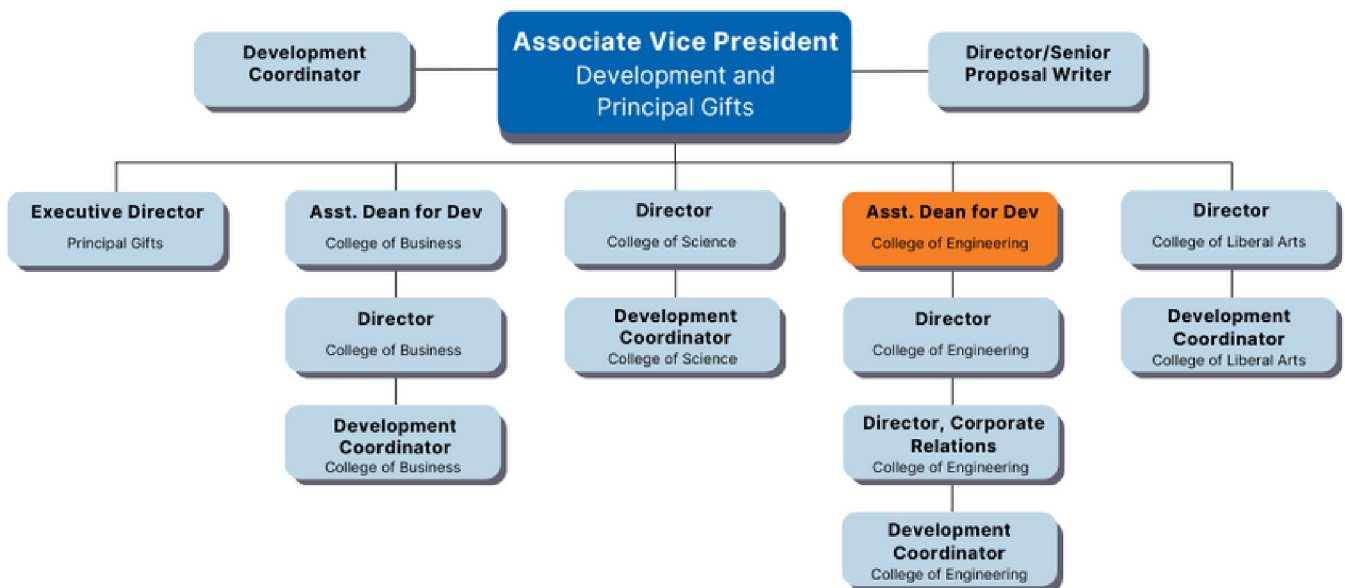 Development
Coordinator
Associate Vice President
Development and
Principal Gifts
Director/Senior
Proposal Writer
Executive Director
Principal Gifts
Asst. Dean for Dev
College of Business
Director
College of Science
Asst. Dean for Dev
College of Engineering
Director
College of Liberal Arts
Director
College of Business
Development
Coordinator
College of Science
Director
College of Engineering
Development
Coordinator
College of Liberal Arts
Development
Coordinator
College of Business
Director, Corporate
Relations
College of Engineering
Development
Coordinator
College of Engineering